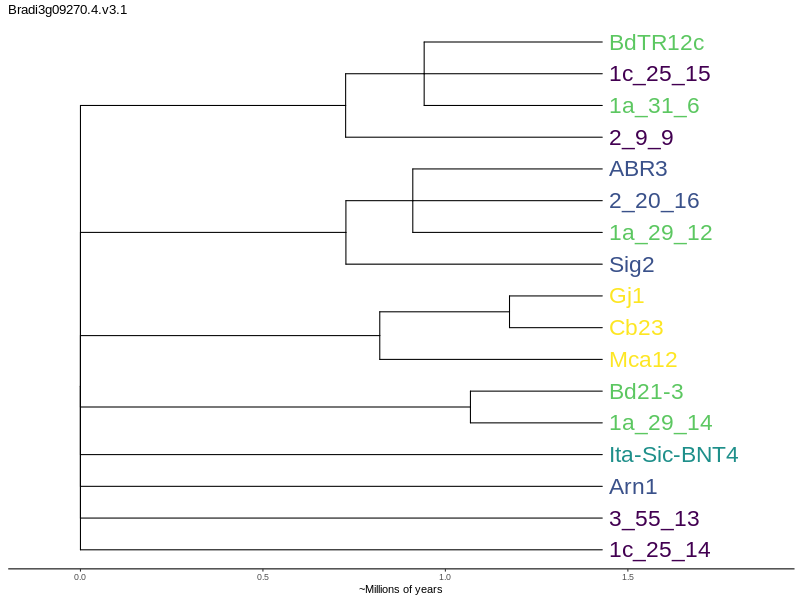 Bradi3g09270.4.v3.1
BdTR12c
1c_25_15
1a_31_6
2_9_9
ABR3
2_20_16
1a_29_12
Sig2
Gj1
Cb23
Mca12
Bd21-3
1a_29_14
Ita-Sic-BNT4
Arn1
3_55_13
1c_25_14
0.0 0.5 1.0 1.5
~Millions of years